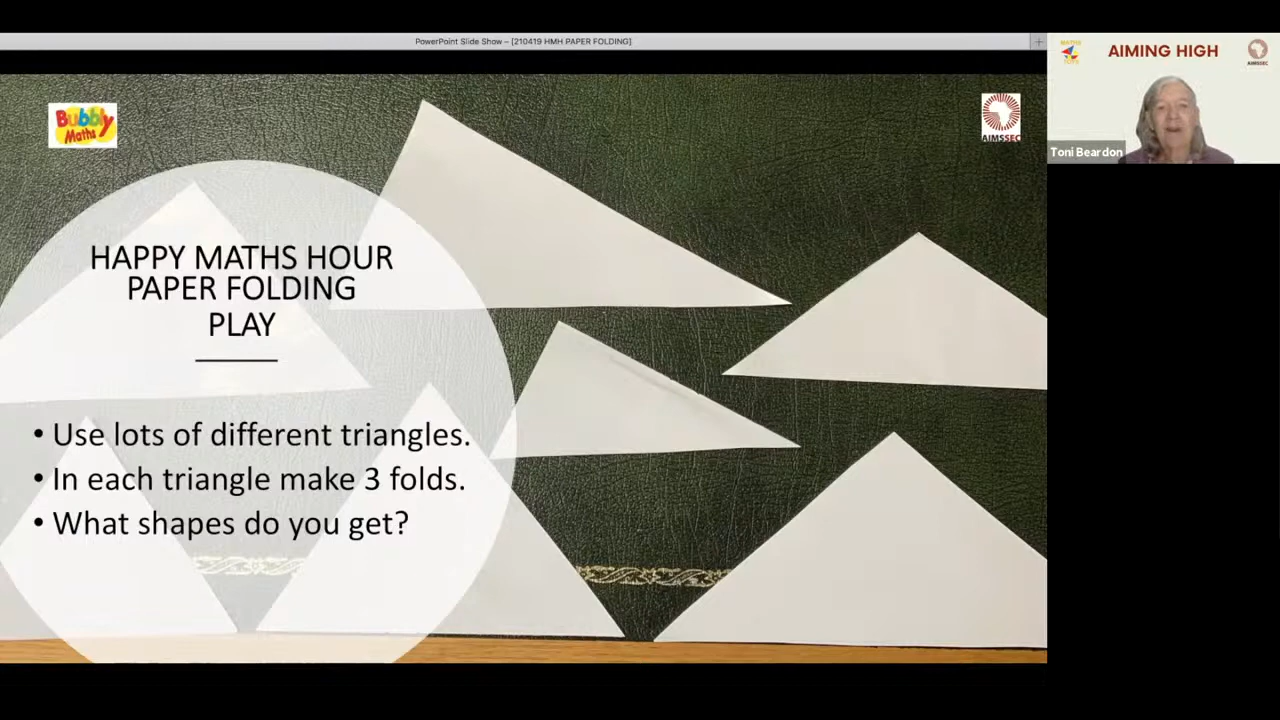 PowerPoint Slide Show – [210419 HMH PAPER FOLDING]
Bubbly
Maths
AIMSSEC
AIMING HIGH
AIMSSEC
Toni Beardon
HAPPY MATHS HOUR
PAPER FOLDING
PLAY
• Use lots of different triangles.
• In each triangle make 3 folds.
• What shapes do you get?